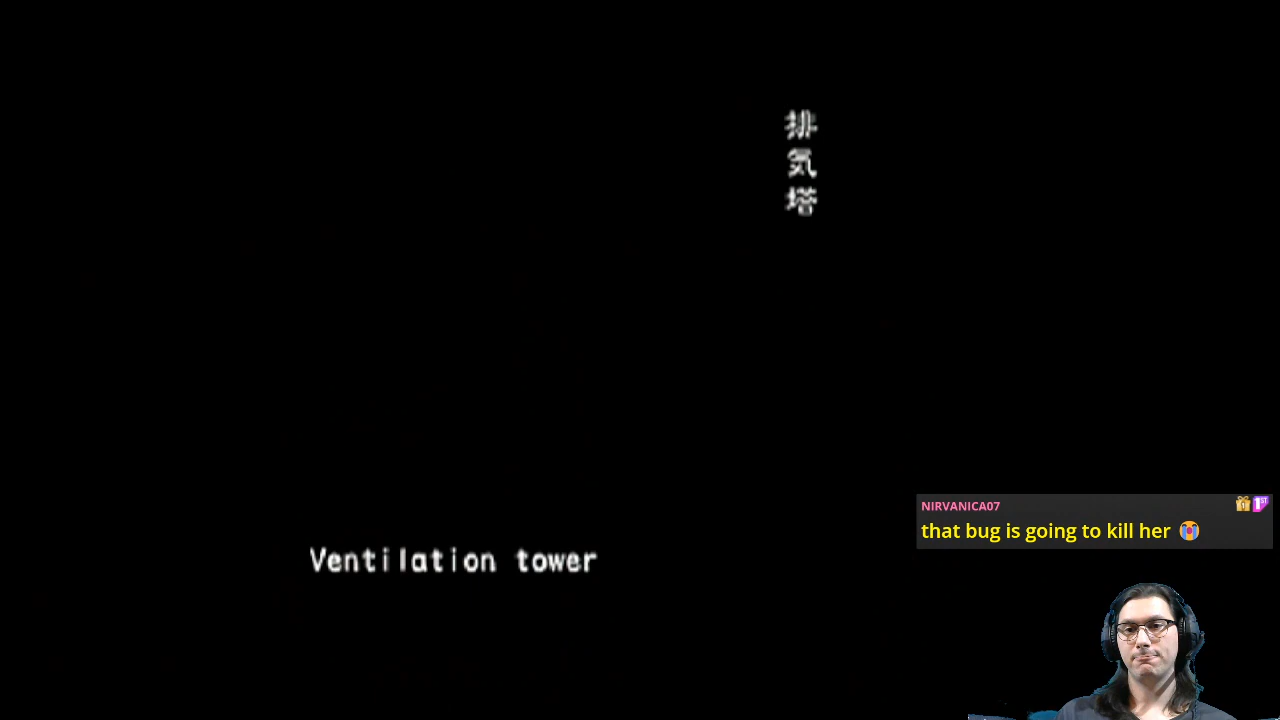 排気塔
Ventilation tower
NIRVANICA07
that bug is going to kill her 😭